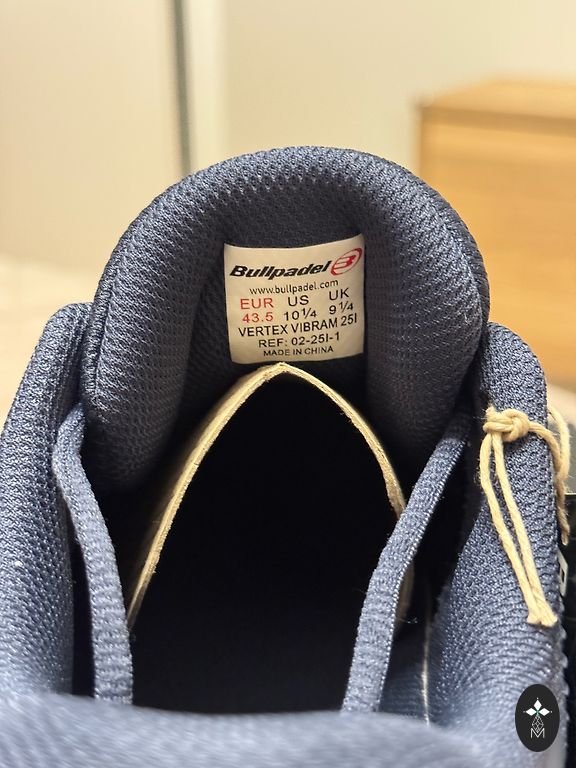 Bullpadel
www.bullpadel.com
EUR US UK
43.5 10¼ 9¼
VERTEX VIBRAM 25I
REF: 02-25I-1
MADE IN CHINA
M